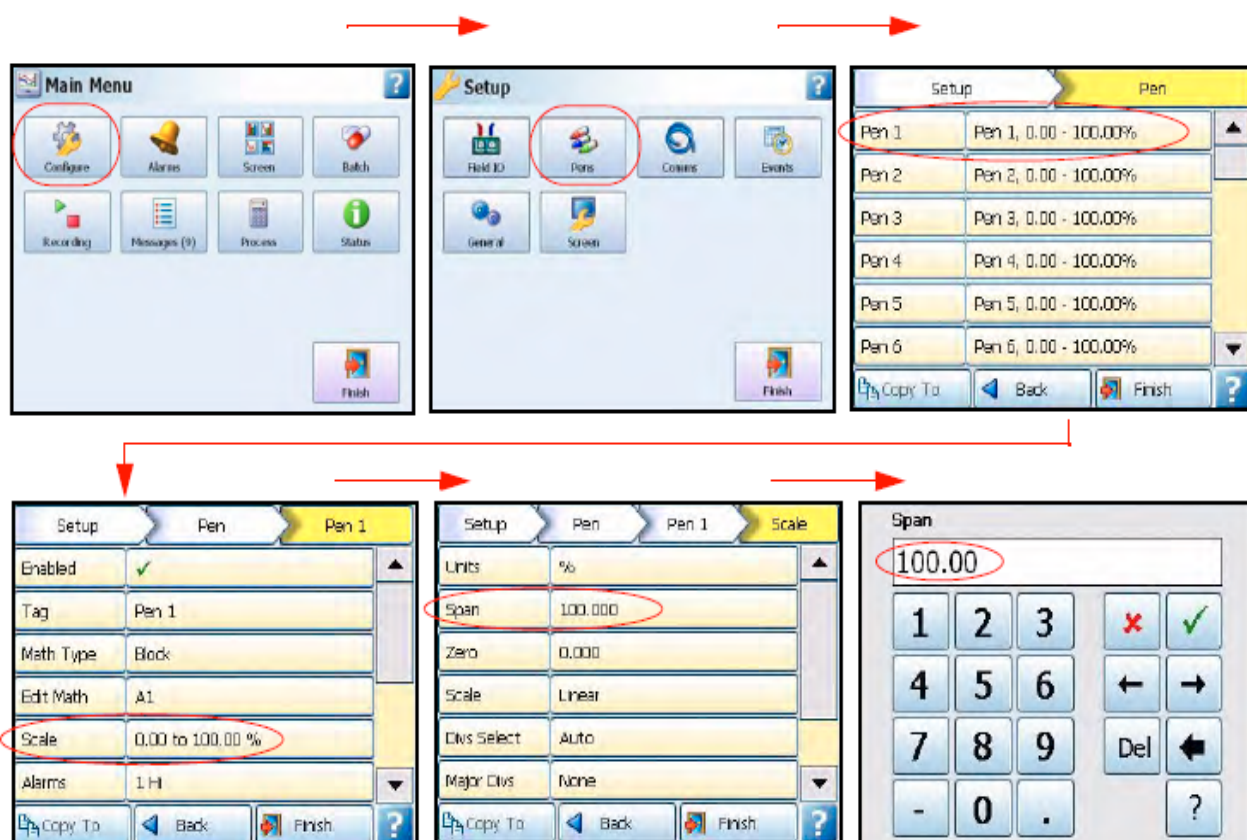 Main Menu ?
Configure Alarms Screen Batch
Recording Messages (9) Process Status
Finish
Setup ?
Field IO Pens Comms Events
General Screen
Finish
Setup Pen
Pen 1 Pen 1, 0.00 - 100.00%
Pen 2 Pen 2, 0.00 - 100.00%
Pen 3 Pen 3, 0.00 - 100.00%
Pen 4 Pen 4, 0.00 - 100.00%
Pen 5 Pen 5, 0.00 - 100.00%
Pen 6 Pen 6, 0.00 - 100.00%
Copy To Back Finish ?
Setup Pen Pen 1
Enabled ✓
Tag Pen 1
Math Type Block
Edit Math A1
Scale 0.00 to 100.00 %
Alarms 1 Hi
Copy To Back Finish ?
Setup Pen Pen 1 Scale
Units %
Span 100.000
Zero 0.000
Scale Linear
Divs Select Auto
Major Divs None
Copy To Back Finish ?
Span
100.00
1 2 3
4 5 6
7 8 9 Del
- 0 . ?